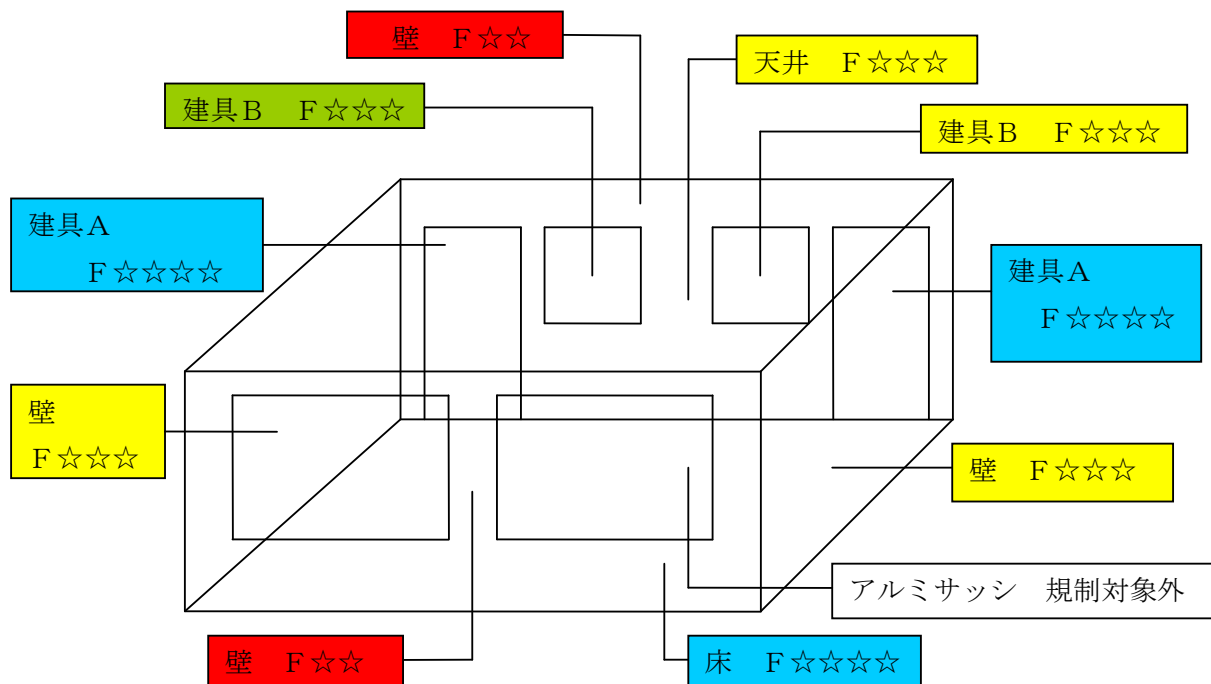 壁　Ｆ☆☆
天井　Ｆ☆☆☆
建具Ｂ　Ｆ☆☆☆
建具Ｂ　Ｆ☆☆☆
建具Ａ
Ｆ☆☆☆☆
建具Ａ
Ｆ☆☆☆☆
壁
Ｆ☆☆☆
壁　Ｆ☆☆☆
アルミサッシ　規制対象外
壁　Ｆ☆☆
床　Ｆ☆☆☆☆